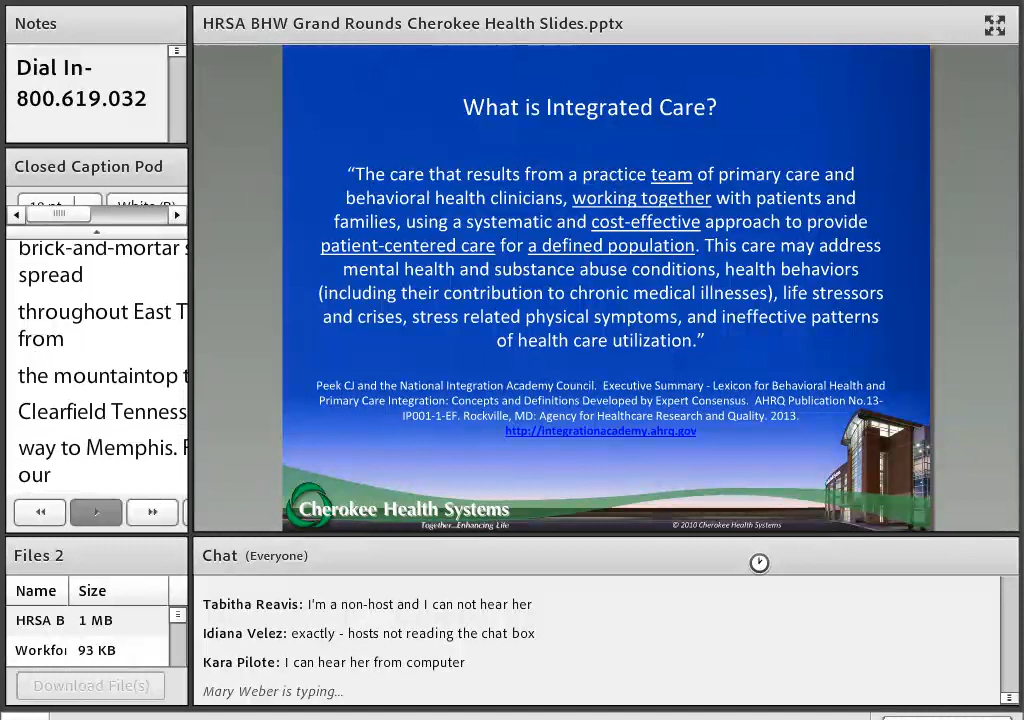 Notes
Dial In-
800.619.032
Closed Caption Pod
brick-and-mortar
spread
throughout East T
from
the mountaintop t
Clearfield Tenness
way to Memphis.
our
Files 2
Name Size
HRSA B 1 MB
Workfo 93 KB
Download File(s)
HRSA BHW Grand Rounds Cherokee Health Slides.pptx
What is Integrated Care?
“The care that results from a practice team of primary care and
behavioral health clinicians, working together with patients and
families, using a systematic and cost-effective approach to provide
patient-centered care for a defined population. This care may address
mental health and substance abuse conditions, health behaviors
(including their contribution to chronic medical illnesses), life stressors
and crises, stress related physical symptoms, and ineffective patterns
of health care utilization.”
Peek CJ and the National Integration Academy Council. Executive Summary - Lexicon for Behavioral Health and
Primary Care Integration: Concepts and Definitions Developed by Expert Consensus. AHRQ Publication No.13-
IP001-1-EF. Rockville, MD: Agency for Healthcare Research and Quality. 2013.
http://integrationacademy.ahrq.gov
Cherokee Health Systems
Together...Enhancing Life
© 2010 Cherokee Health Systems
Chat (Everyone)
Tabitha Reavis: I'm a non-host and I can not hear her
Idiana Velez: exactly - hosts not reading the chat box
Kara Pilote: I can hear her from computer
Mary Weber is typing...